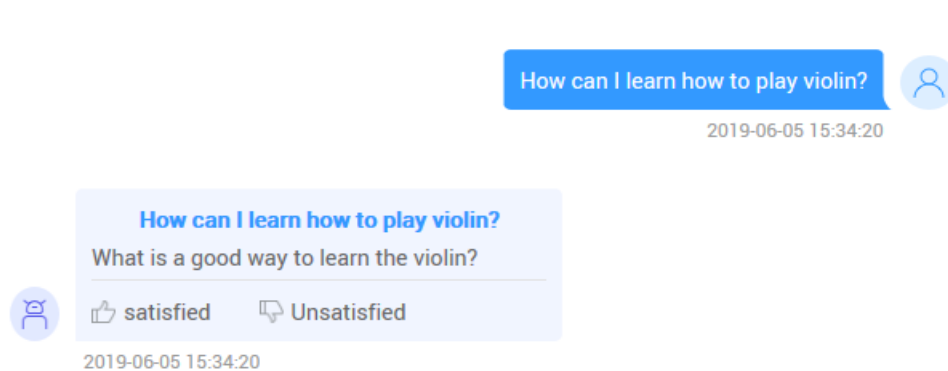 How can I learn how to play violin?
2019-06-05 15:34:20
How can I learn how to play violin?
What is a good way to learn the violin?
satisfied Unsatisfied
2019-06-05 15:34:20